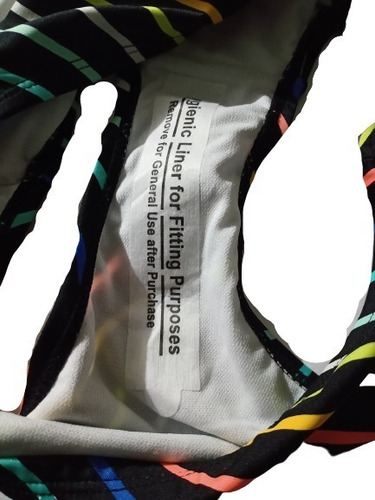 gienic Liner for Fitting Purposes
Remove for General Use after Purchase